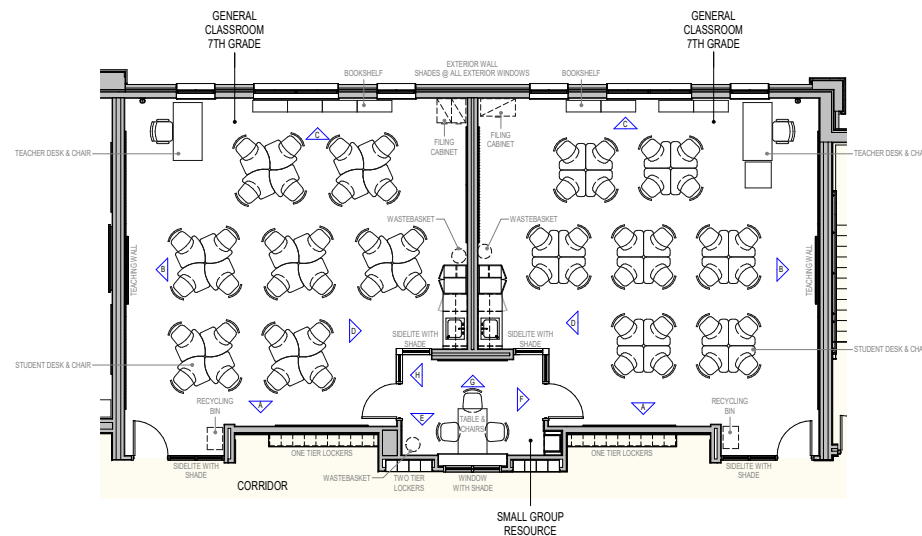 GENERAL
CLASSROOM
7TH GRADE
GENERAL
CLASSROOM
7TH GRADE
BOOKSHELF
EXTERIOR WALL
SHADES @ ALL EXTERIOR WINDOWS
BOOKSHELF
C
C
FILING
CABINET
FILING
CABINET
TEACHER DESK & CHAIR
TEACHER DESK & CHA
WASTEBASKET
WASTEBASKET
TEACHING WALL
B
B
TEACHING WALL
D
D
SIDELITE WITH
SHADE
SIDELITE WITH
SHADE
STUDENT DESK & CHAIR
STUDENT DESK & CHA
H
G
F
A
E
A
RECYCLING
BIN
TABLE &
CHAIRS
RECYCLING
BIN
ONE TIER LOCKERS
ONE TIER LOCKERS
SIDELITE WITH
SHADE
WASTEBASKET
TWO TIER
LOCKERS
WINDOW
WITH SHADE
SIDELITE WITH
SHADE
CORRIDOR
SMALL GROUP
RESOURCE